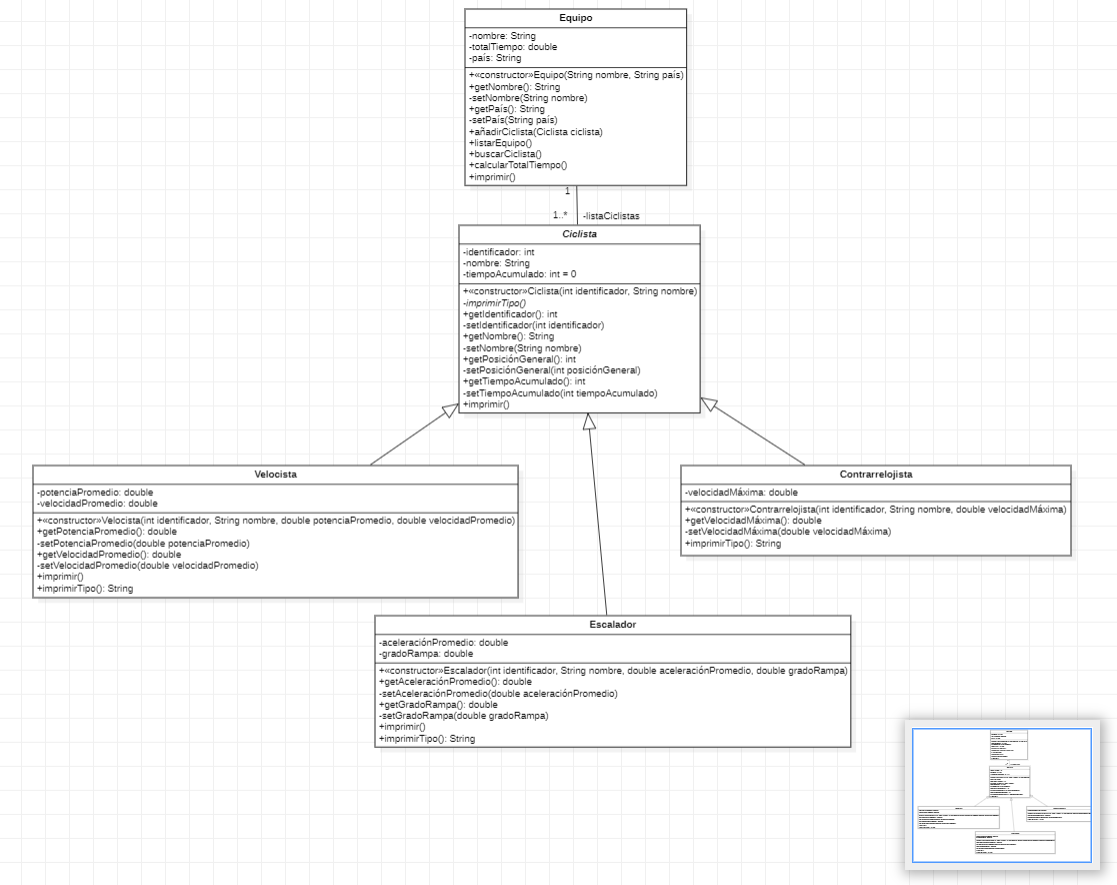 Equipo
-nombre: String
-totalTiempo: double
-país: String
+«constructor»Equipo(String nombre, String país)
+getNombre(): String
-setNombre(String nombre)
+getPaís(): String
-setPaís(String país)
+añadirCiclista(Ciclista ciclista)
+listarEquipo()
+buscarCiclista()
+calcularTotalTiempo()
+imprimir()
1
1..* -listaCiclistas
Ciclista
-identificador: int
-nombre: String
-tiempoAcumulado: int = 0
+«constructor»Ciclista(int identificador, String nombre)
-imprimirTipo()
+getIdentificador(): int
-setIdentificador(int identificador)
+getNombre(): String
-setNombre(String nombre)
+getPosiciónGeneral(): int
-setPosiciónGeneral(int posiciónGeneral)
+getTiempoAcumulado(): int
-setTiempoAcumulado(int tiempoAcumulado)
+imprimir()
Velocista
-potenciaPromedio: double
-velocidadPromedio: double
+«constructor»Velocista(int identificador, String nombre, double potenciaPromedio, double velocidadPromedio)
+getPotenciaPromedio(): double
-setPotenciaPromedio(double potenciaPromedio)
+getVelocidadPromedio(): double
-setVelocidadPromedio(double velocidadPromedio)
+imprimir()
+imprimirTipo(): String
Contrarrelojista
-velocidadMáxima: double
+«constructor»Contrarrelojista(int identificador, String nombre, double velocidadMáxima)
+getVelocidadMáxima(): double
-setVelocidadMáxima(double velocidadMáxima)
+imprimirTipo(): String
Escalador
-aceleraciónPromedio: double
-gradoRampa: double
+«constructor»Escalador(int identificador, String nombre, double aceleraciónPromedio, double gradoRampa)
+getAceleraciónPromedio(): double
-setAceleraciónPromedio(double aceleraciónPromedio)
+getGradoRampa(): double
-setGradoRampa(double gradoRampa)
+imprimir()
+imprimirTipo(): String